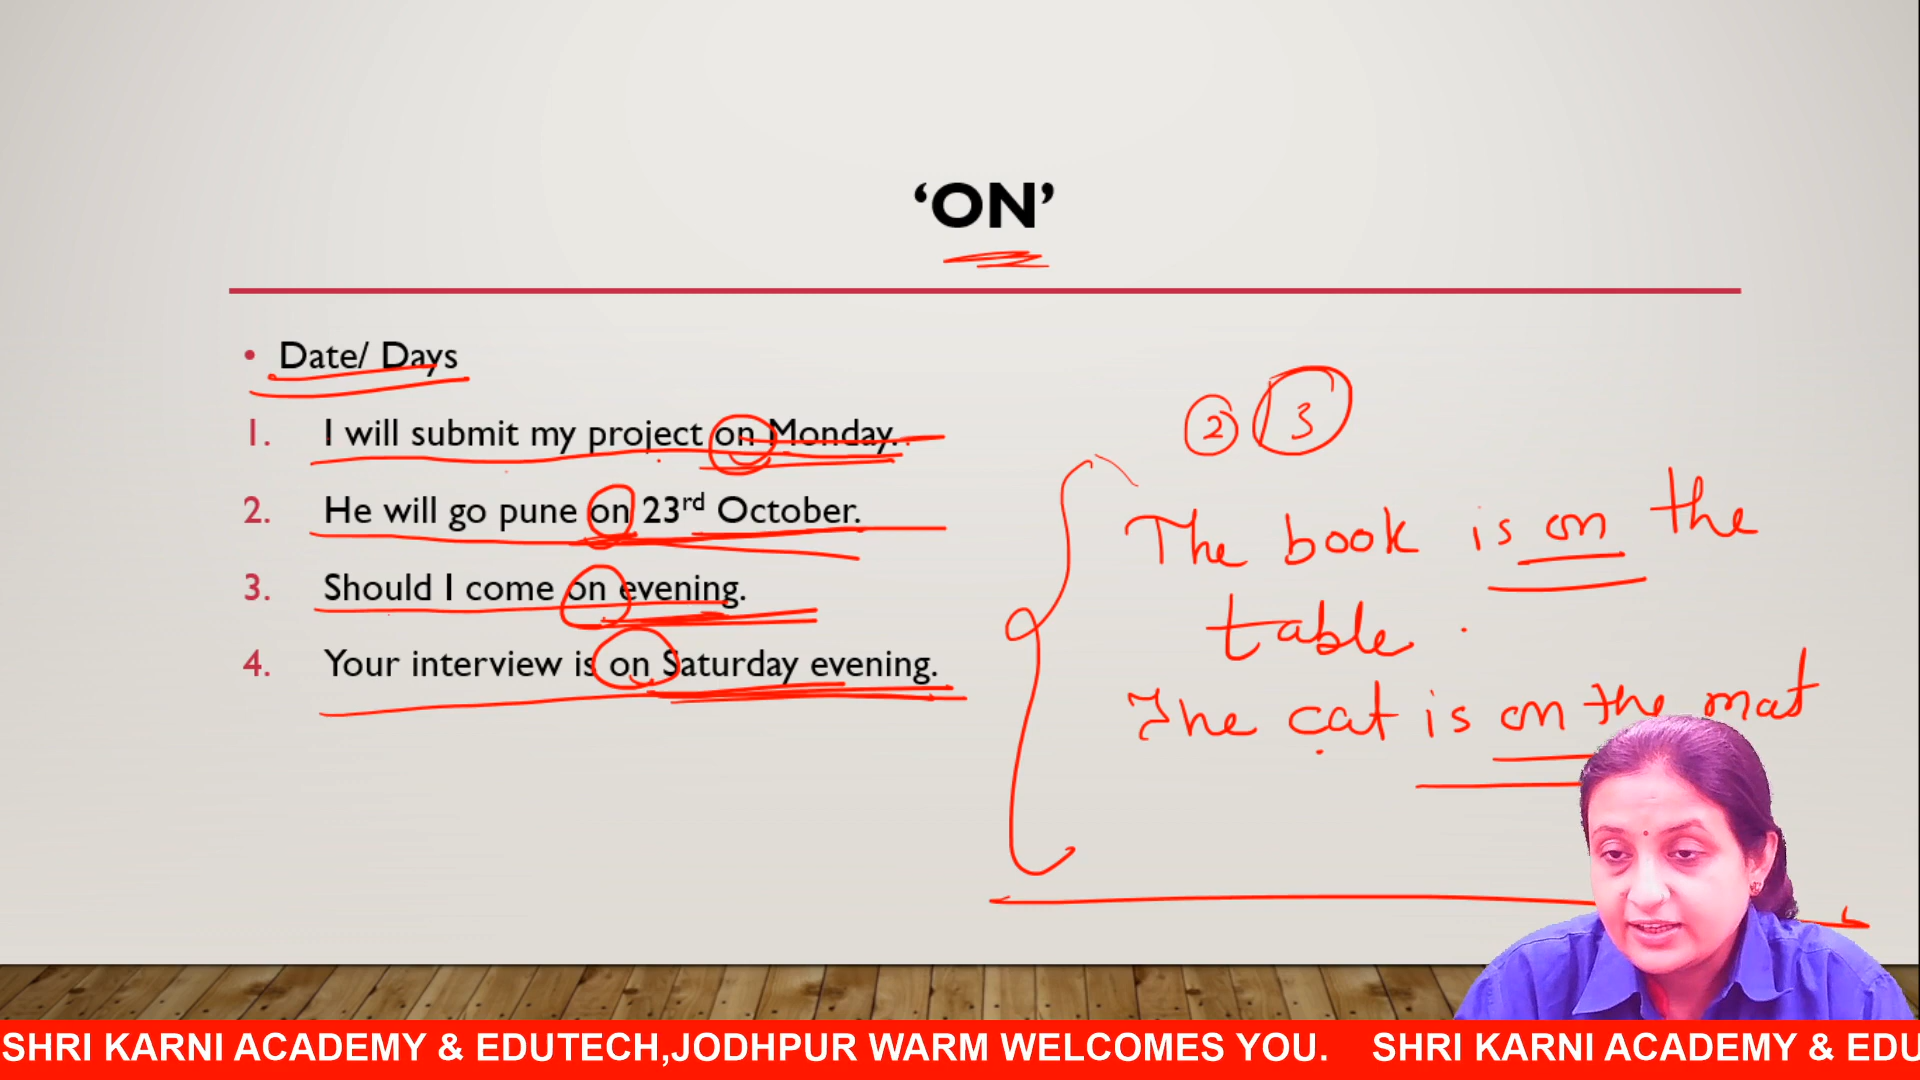 ‘ON’
• Date/ Days
1. I will submit my project on Monday.
2. He will go pune on 23rd October.
3. Should I come on evening.
4. Your interview is on Saturday evening.
2 3
The book is on the
table.
The cat is on the mat
SHRI KARNI ACADEMY & EDUTECH,JODHPUR WARM WELCOMES YOU. SHRI KARNI ACADEMY & EDU